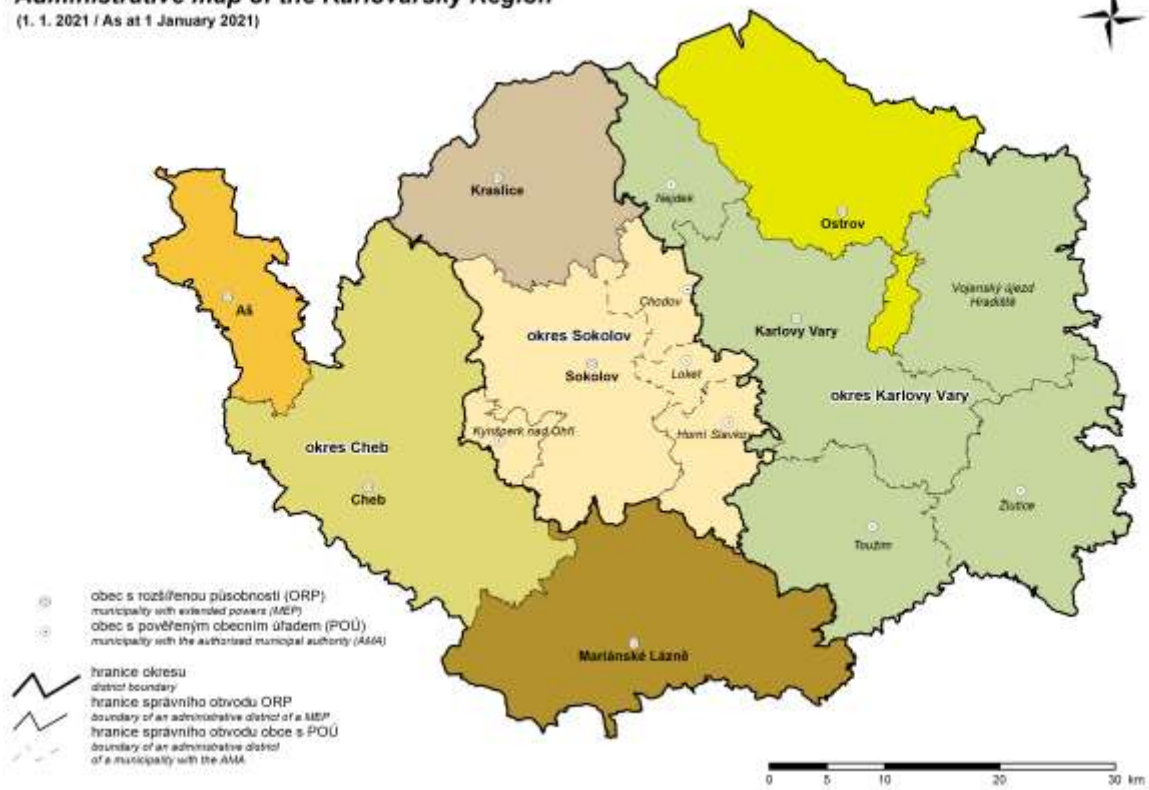 Administrative map of the Karlovarský Region
(1. 1. 2021 / As at 1 January 2021)
Kraslice
Nejdek
Ostrov
Aš
Vojenský újezd
Hradiště
Chodov
Karlovy Vary
okres Sokolov
Sokolov
Loket
okres Karlovy Vary
Kynšperk nad Ohří
Horní Slavkov
okres Cheb
Cheb
Žlutice
Toužim
Mariánské Lázně
obec s rozšířenou působností (ORP)
municipality with extended powers (MEP)
obec s pověřeným obecním úřadem (POÚ)
municipality with the authorised municipal authority (AMA)
hranice okresu
district boundary
hranice správního obvodu ORP
boundary of an administrative district of a MEP
hranice správního obvodu obce s POÚ
boundary of an administrative district
of a municipality with the AMA
0 5 10 20 30 km